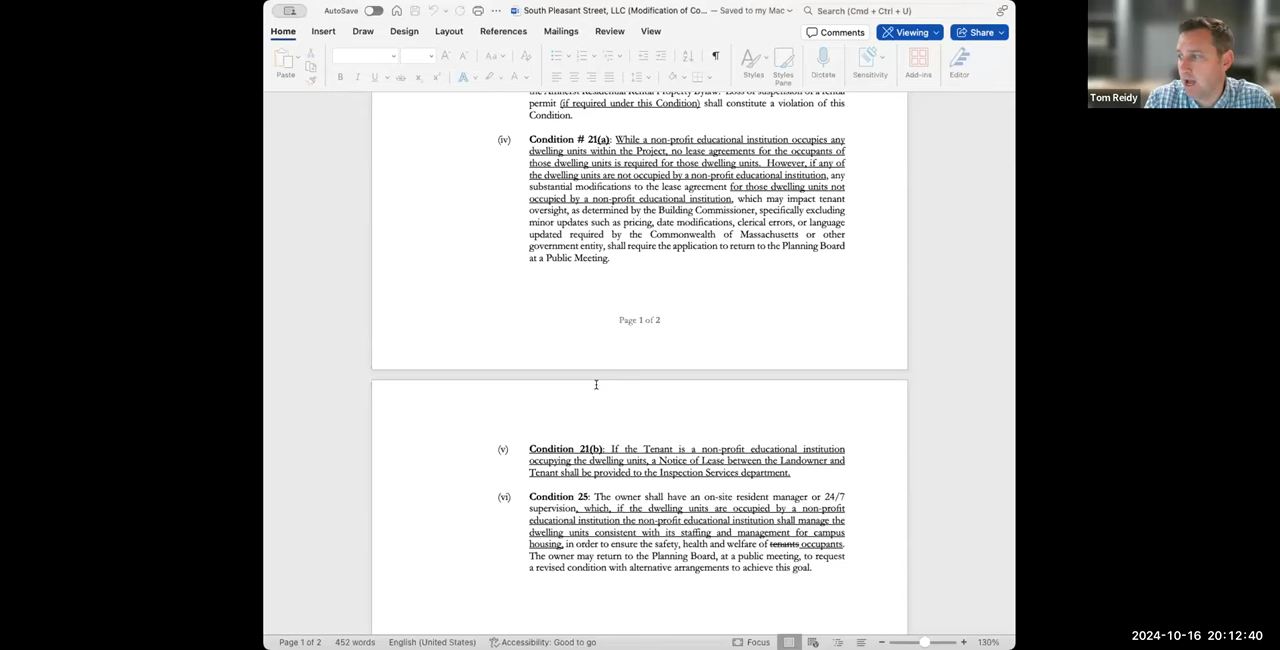 AutoSave
South Pleasant Street, LLC (Modification of Co... — Saved to my Mac
Search (Cmd + Ctrl + U)
Home Insert Draw Design Layout References Mailings Review View
Comments Viewing Share
Paste
Styles
Styles Pane
Dictate
Sensitivity
Add-ins
Editor
Tom Reidy
the Amherst Residential Rental Property Bylaw. Loss or suspension of a rental
permit (if required under this Condition) shall constitute a violation of this
Condition.
(iv) Condition # 21(a): While a non-profit educational institution occupies any
dwelling units within the Project, no lease agreements for the occupants of
those dwelling units is required for those dwelling units. However, if any of
the dwelling units are not occupied by a non-profit educational institution, any
substantial modifications to the lease agreement for those dwelling units not
occupied by a non-profit educational institution, which may impact tenant
oversight, as determined by the Building Commissioner, specifically excluding
minor updates such as pricing, date modifications, clerical errors, or language
updated required by the Commonwealth of Massachusetts or other
government entity, shall require the application to return to the Planning Board
at a Public Meeting.
Page 1 of 2
(v) Condition 21(b): If the Tenant is a non-profit educational institution
occupying the dwelling units, a Notice of Lease between the Landowner and
Tenant shall be provided to the Inspection Services department.
(vi) Condition 25: The owner shall have an on-site resident manager or 24/7
supervision, which, if the dwelling units are occupied by a non-profit
educational institution the non-profit educational institution shall manage the
dwelling units consistent with its staffing and management for campus
housing, in order to ensure the safety, health and welfare of tenants occupants.
The owner may return to the Planning Board, at a public meeting, to request
a revised condition with alternative arrangements to achieve this goal.
Page 1 of 2 452 words English (United States) Accessibility: Good to go Focus 130%
2024-10-16 20:12:40